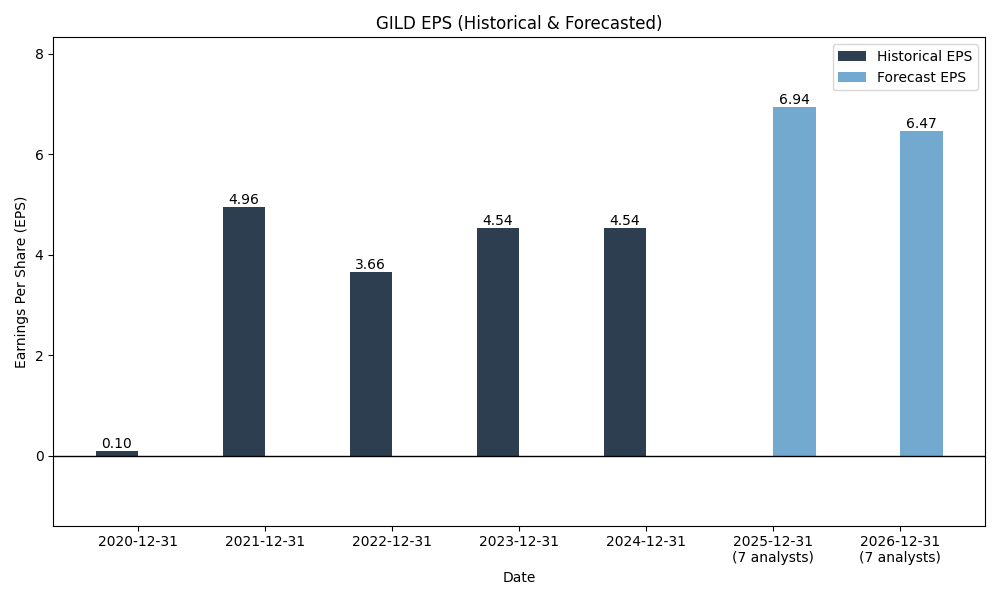 GILD EPS (Historical & Forecasted)
Historical EPS
Forecast EPS
Earnings Per Share (EPS)
8
6
4
2
0
0.10
4.96
3.66
4.54
4.54
6.94
6.47
2020-12-31
2021-12-31
2022-12-31
2023-12-31
2024-12-31
2025-12-31
(7 analysts)
2026-12-31
(7 analysts)
Date